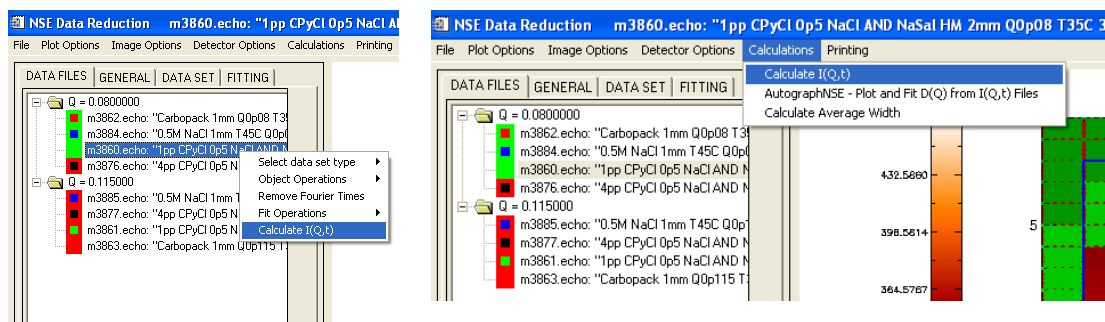 NSE Data Reduction m3860.echo: "1pp CPyCl 0p5 NaCl AI
File Plot Options Image Options Detector Options Calculations Printing
DATA FILES GENERAL DATA SET FITTING
Q = 0.0800000
m3862.echo: "Carbopack 1mm Q0p08 T3
m3884.echo: "0.5M NaCl 1mm T45C Q0p
m3860.echo: "1pp CPyCl 0p5 NaCl AND N
m3876.echo: "4pp CPyCl 0p5 N
Q = 0.115000
m3885.echo: "0.5M NaCl 1mm T
m3877.echo: "4pp CPyCl 0p5 N
m3861.echo: "1pp CPyCl 0p5 N
m3863.echo: "Carbopack 1mm Q0p115 T
Select data set type
Object Operations
Remove Fourier Times
Fit Operations
Calculate I(Q,t)
NSE Data Reduction m3860.echo: "1pp CPyCl 0p5 NaCl AND NaSal HM 2mm Q0p08 T35C 3
File Plot Options Image Options Detector Options Calculations Printing
Calculate I(Q,t)
AutographNSE - Plot and Fit D(Q) from I(Q,t) Files
Calculate Average Width
DATA FILES GENERAL DATA SET FITTING
Q = 0.0800000
m3862.echo: "Carbopack 1mm Q0p08 T3
m3884.echo: "0.5M NaCl 1mm T45C Q0p
m3860.echo: "1pp CPyCl 0p5 NaCl AND N
m3876.echo: "4pp CPyCl 0p5 NaCl AND N
Q = 0.115000
m3885.echo: "0.5M NaCl 1mm T45C Q0p
m3877.echo: "4pp CPyCl 0p5 NaCl AND N
m3861.echo: "1pp CPyCl 0p5 NaCl AND N
m3863.echo: "Carbopack 1mm Q0p115 T
432.5860
398.5814
364.5767
5